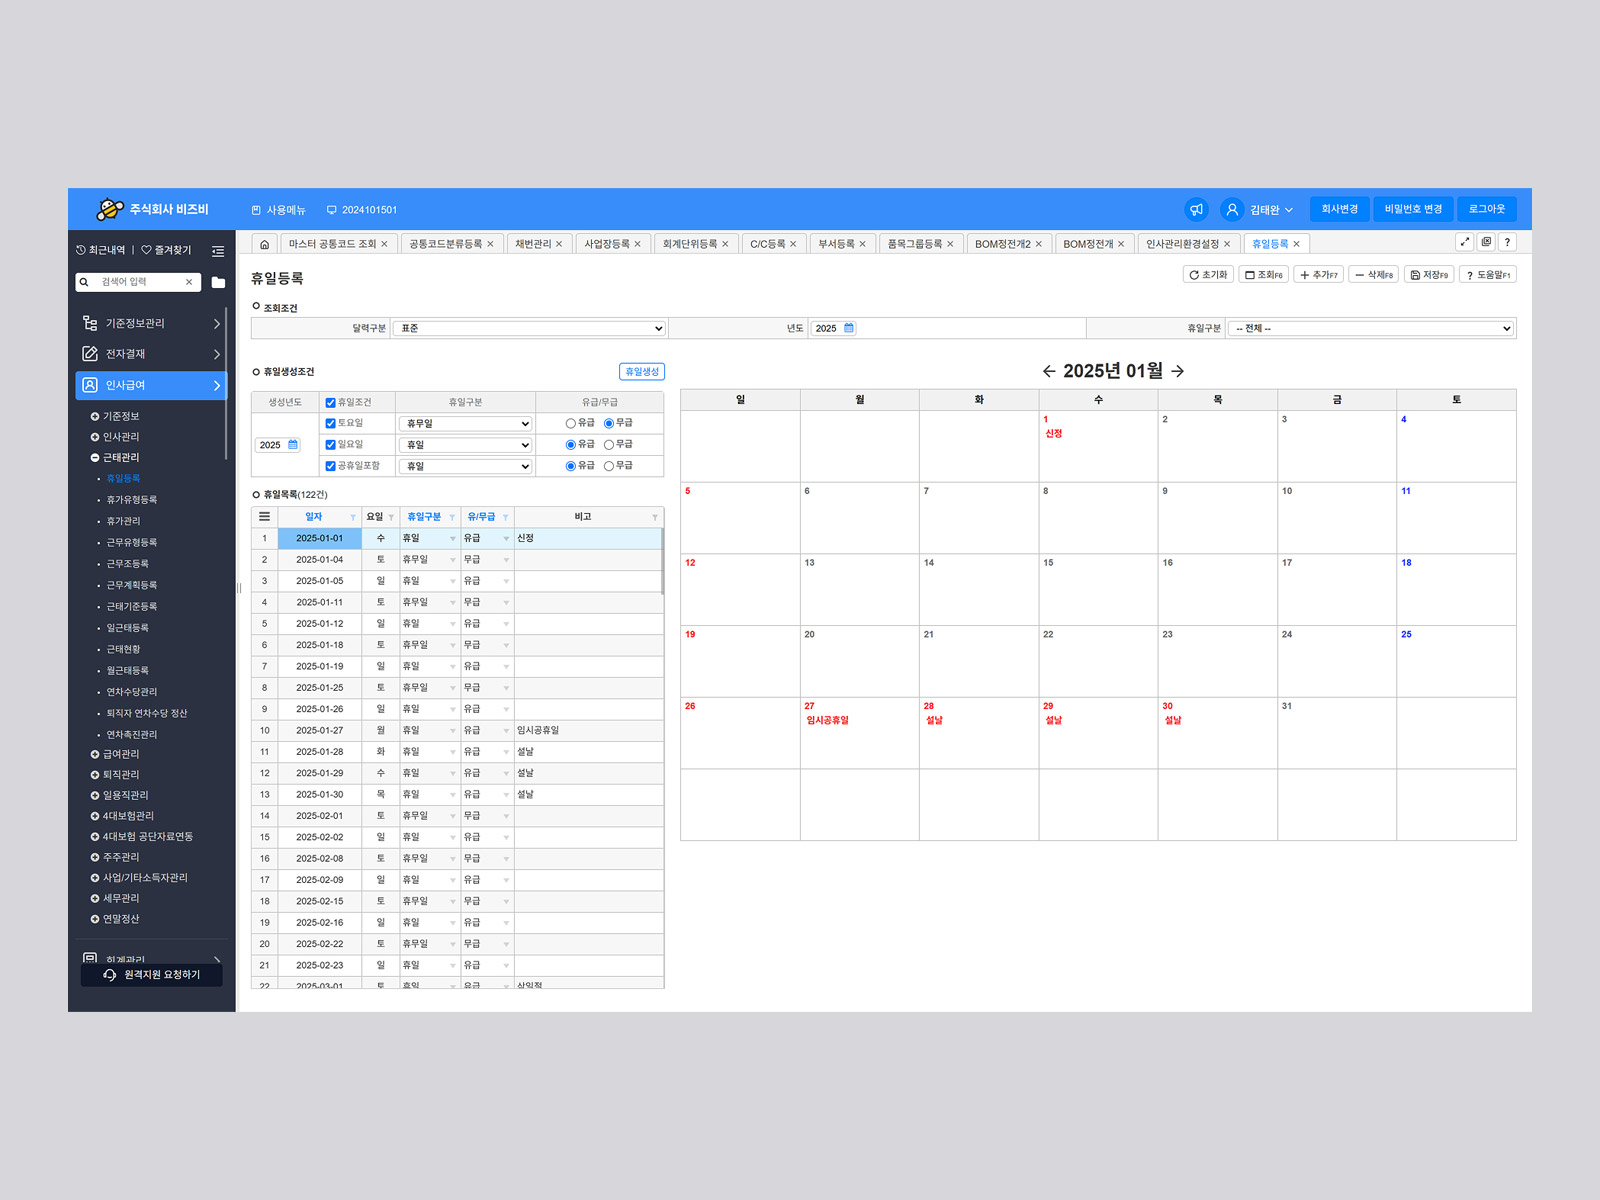 주식회사 비즈비 사용메뉴 2024101501 김태완 회사변경 비밀번호 변경 로그아웃
최근내역 | 즐겨찾기
검색어 입력
기준정보관리
전자결재
인사급여
기준정보
인사관리
근태관리
휴일등록
휴가유형등록
휴가관리
근무유형등록
근무조등록
근무계획등록
근태기준등록
일근태등록
근태현황
월근태등록
연차수당관리
퇴직자 연차수당 정산
연차촉진관리
급여관리
퇴직관리
일용직관리
4대보험관리
4대보험 공단자료연동
주주관리
사업/기타소득자관리
세무관리
연말정산
회계관리
원격지원 요청하기
마스터 공통코드 조회 공통코드분류등록 채번관리 사업장등록 회계단위등록 C/C등록 부서등록 품목그룹등록 BOM정전개2 BOM정전개 인사관리환경설정 휴일등록
휴일등록
초기화 조회F6 추가F7 삭제F8 저장F9 ? 도움말F1
조회조건
달력구분 표준 년도 2025 휴일구분 -- 전체 --
휴일생성조건 휴일생성
생성년도 휴일조건 휴일구분 유급/무급
토요일 휴무일 유급 무급
2025 일요일 휴일 유급 무급
공휴일포함 휴일 유급 무급
휴일목록(122건)
일자 요일 휴일구분 유/무급 비고
1 2025-01-01 수 휴일 유급 신정
2 2025-01-04 토 휴무일 무급
3 2025-01-05 일 휴일 유급
4 2025-01-11 토 휴무일 무급
5 2025-01-12 일 휴일 유급
6 2025-01-18 토 휴무일 무급
7 2025-01-19 일 휴일 유급
8 2025-01-25 토 휴무일 무급
9 2025-01-26 일 휴일 유급
10 2025-01-27 월 휴일 유급 임시공휴일
11 2025-01-28 화 휴일 유급 설날
12 2025-01-29 수 휴일 유급 설날
13 2025-01-30 목 휴일 유급 설날
14 2025-02-01 토 휴무일 무급
15 2025-02-02 일 휴일 유급
16 2025-02-08 토 휴무일 무급
17 2025-02-09 일 휴일 유급
18 2025-02-15 토 휴무일 무급
19 2025-02-16 일 휴일 유급
20 2025-02-22 토 휴무일 무급
21 2025-02-23 일 휴일 유급
22 2025-03-01 토 휴일 유급 삼일절
2025년 01월
일 월 화 수 목 금 토
1 2 3 4
신정
5 6 7 8 9 10 11
12 13 14 15 16 17 18
19 20 21 22 23 24 25
26 27 28 29 30 31
임시공휴일 설날 설날 설날